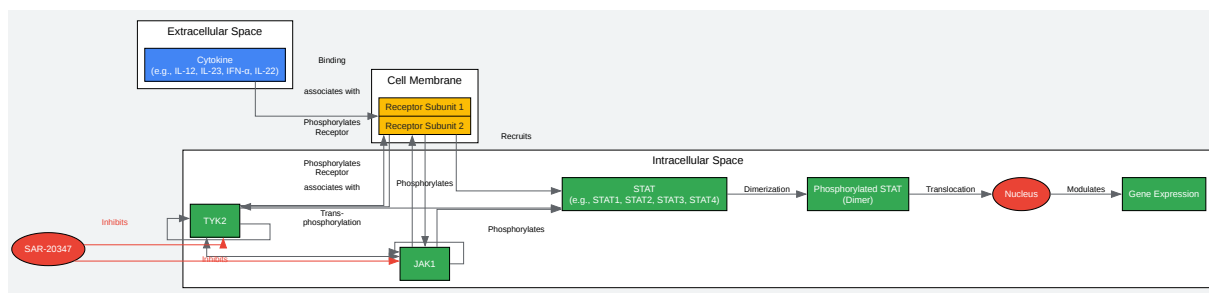 Extracellular Space
Cytokine
(e.g., IL-12, IL-23, IFN-α, IL-22)
Binding
associates with
Phosphorylates
Receptor
Cell Membrane
Receptor Subunit 1
Receptor Subunit 2
Recruits
Intracellular Space
Phosphorylates
Receptor
associates with
Phosphorylates
Trans-
phosphorylation
Phosphorylates
STAT
(e.g., STAT1, STAT2, STAT3, STAT4)
Dimerization
Phosphorylated STAT
(Dimer)
Translocation
Nucleus
Modulates
Gene Expression
TYK2
Inhibits
SAR-20347
Inhibits
JAK1